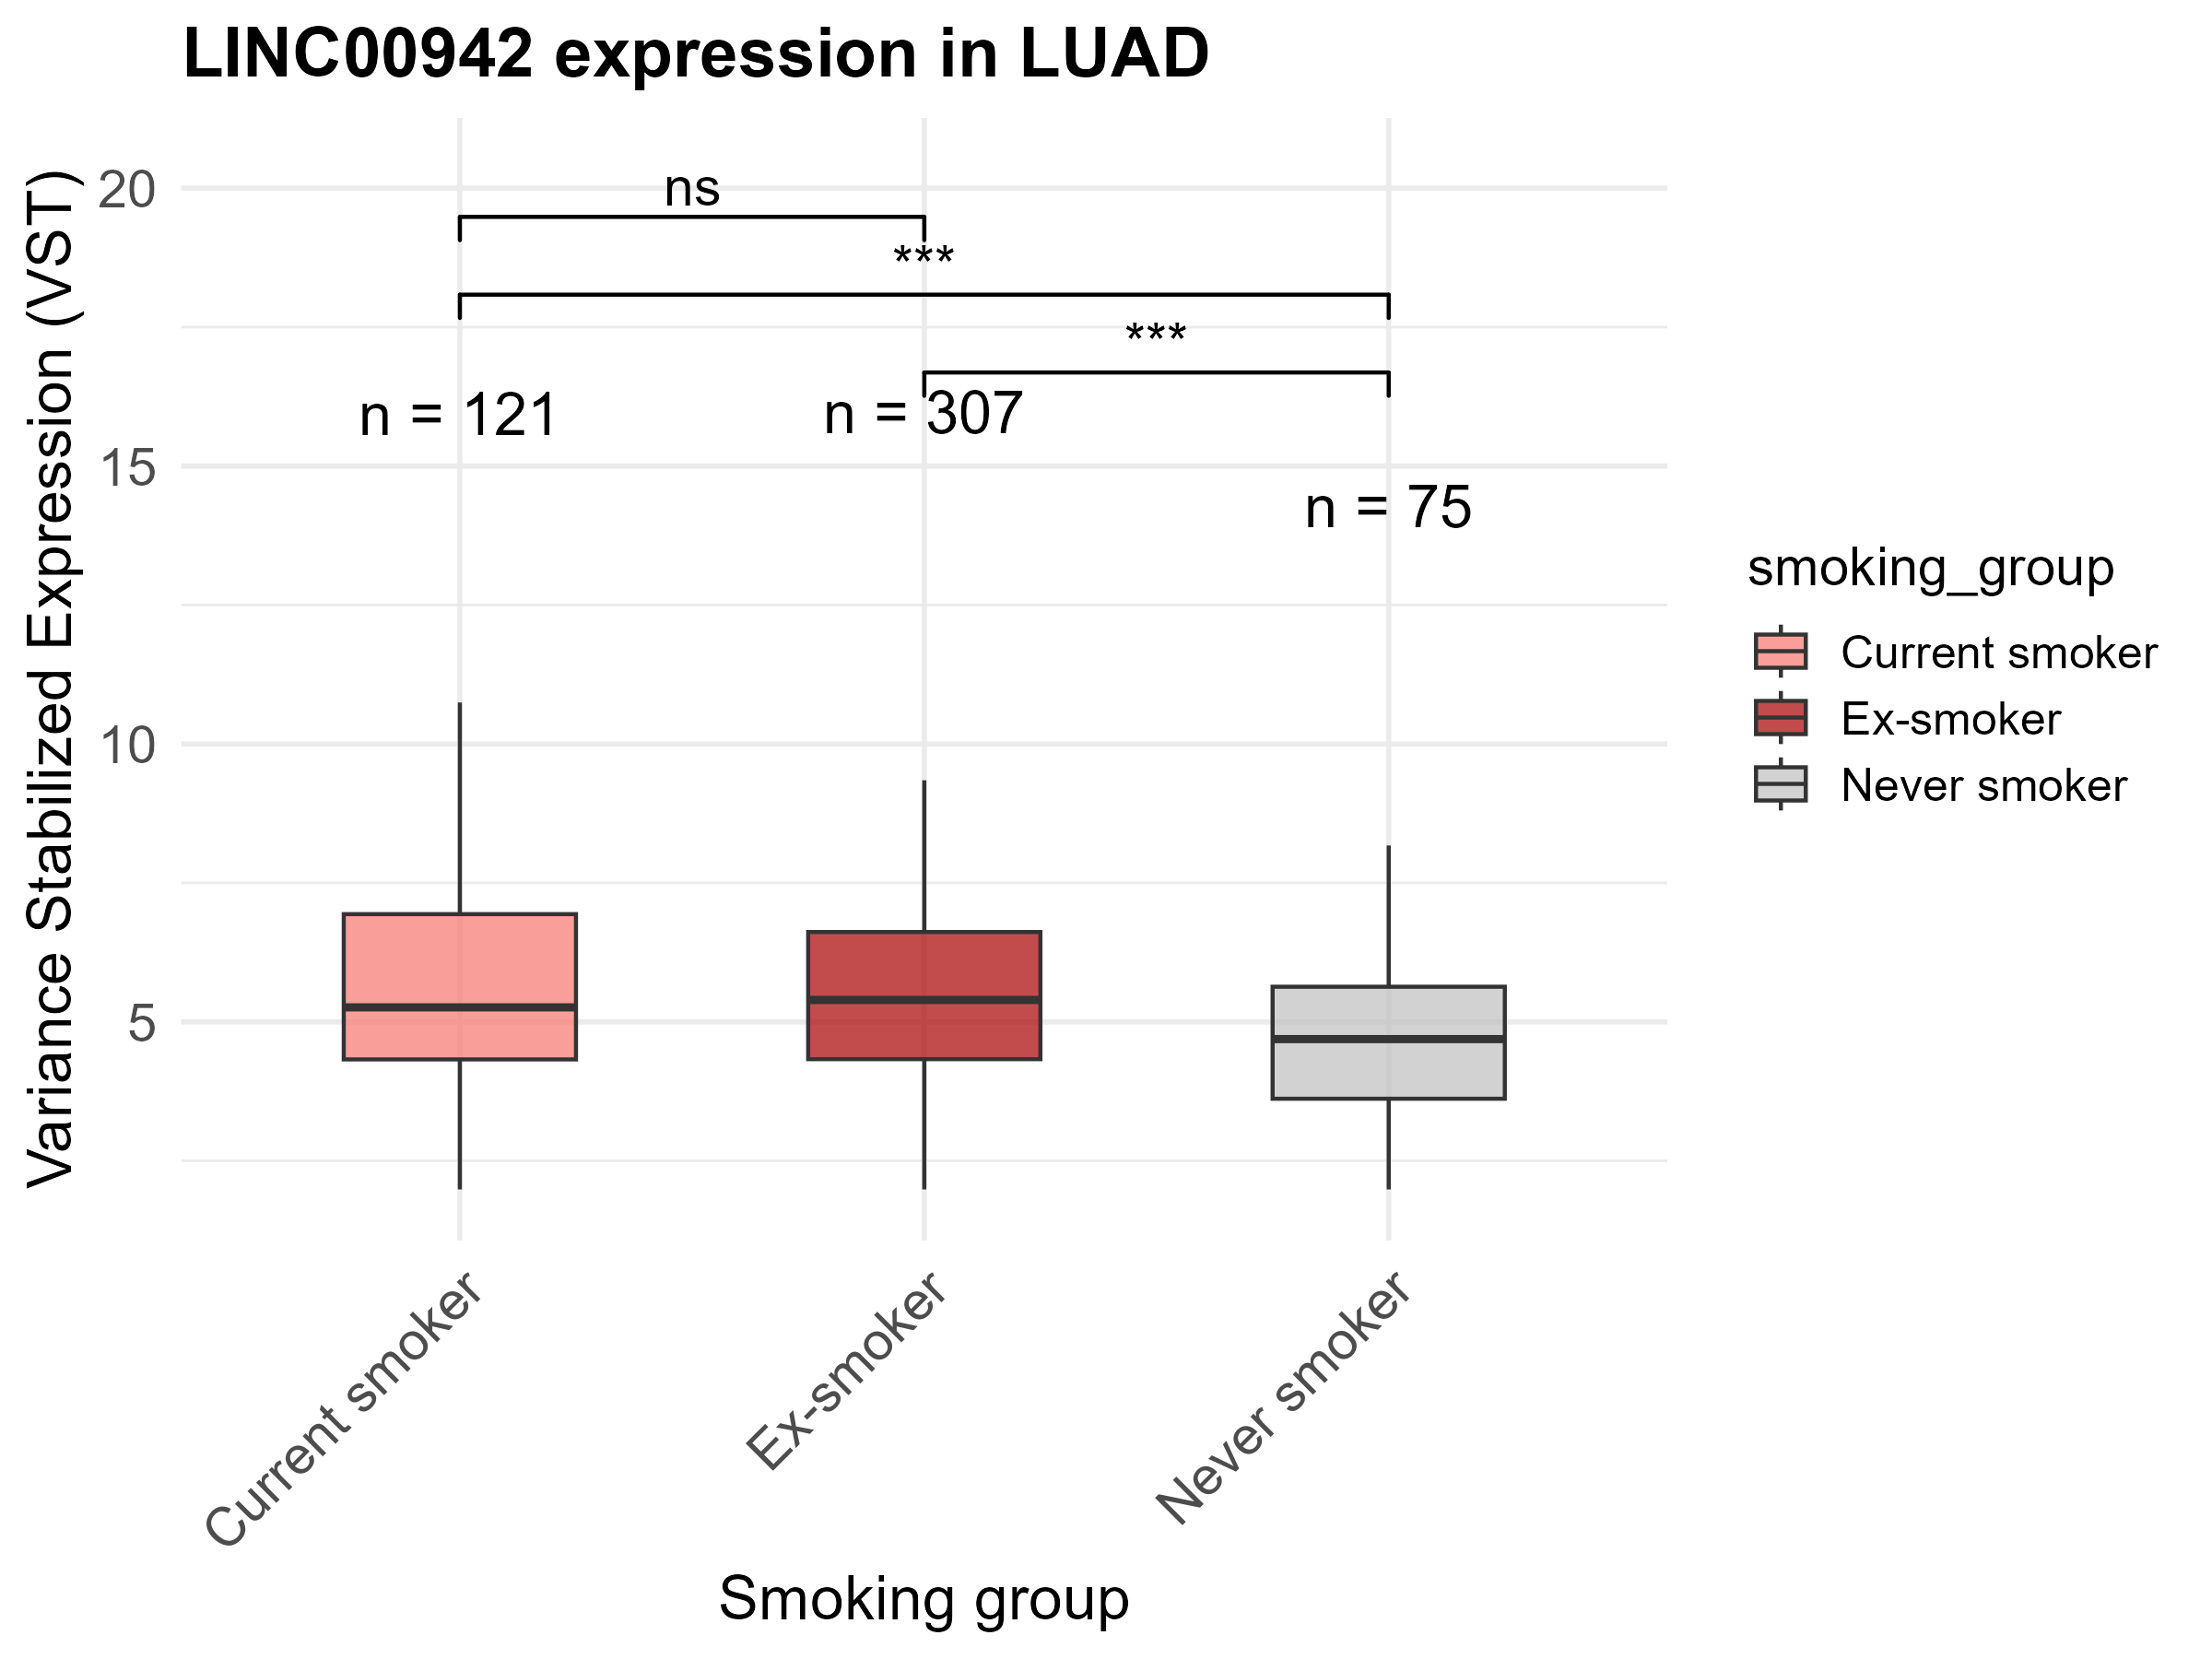 LINC00942 expression in LUAD
Variance Stabilized Expression (VST)
20
15
10
5
ns
***
***
n = 121
n = 307
n = 75
Current smoker
Ex-smoker
Never smoker
Smoking group
smoking_group
Current smoker
Ex-smoker
Never smoker